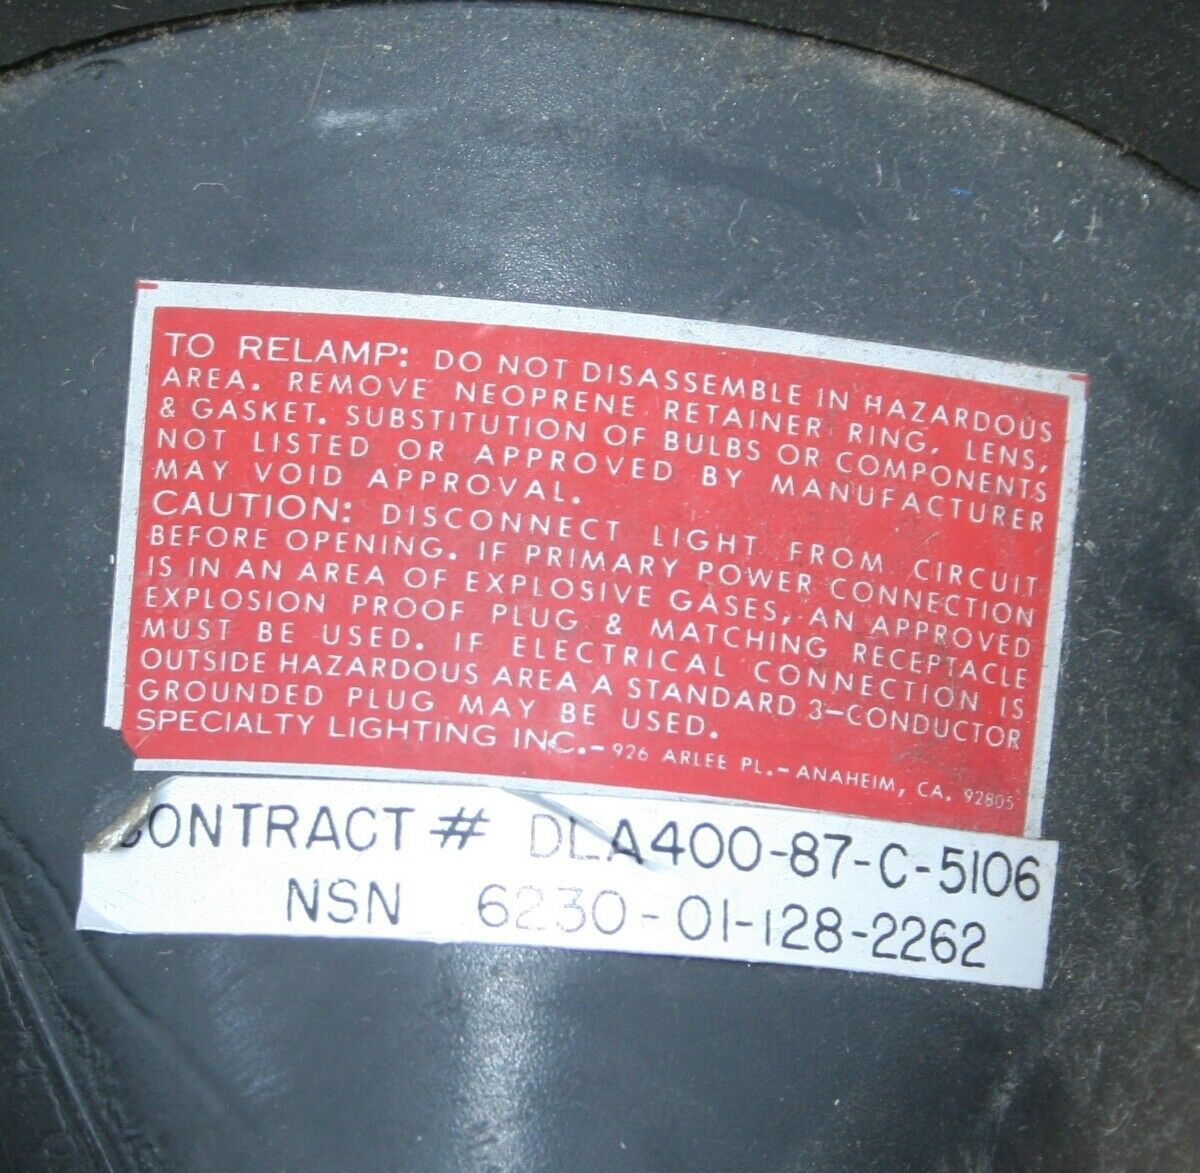 TO RELAMP: DO NOT DISASSEMBLE IN HAZARDOUS
AREA. REMOVE NEOPRENE RETAINER RING, LENS,
& GASKET. SUBSTITUTION OF BULBS OR COMPONENTS
NOT LISTED OR APPROVED BY MANUFACTURER
MAY VOID APPROVAL.
CAUTION: DISCONNECT LIGHT FROM CIRCUIT
BEFORE OPENING. IF PRIMARY POWER CONNECTION
IS IN AN AREA OF EXPLOSIVE GASES, AN APPROVED
EXPLOSION PROOF PLUG & MATCHING RECEPTACLE
MUST BE USED. IF ELECTRICAL CONNECTION IS
OUTSIDE HAZARDOUS AREA A STANDARD 3-CONDUCTOR
GROUNDED PLUG MAY BE USED.
SPECIALTY LIGHTING INC.- 926 ARLEE PL.- ANAHEIM, CA. 92805
CONTRACT # DLA400-87-C-5106
NSN 6230-01-128-2262